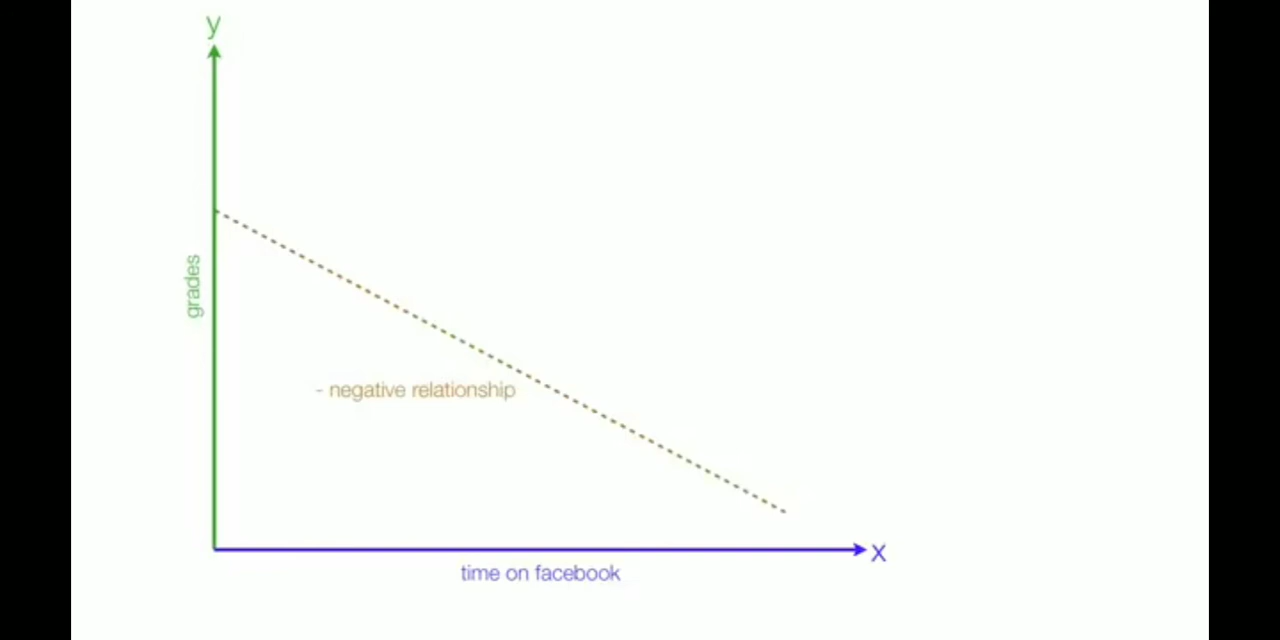 y
grades
- negative relationship
x
time on facebook